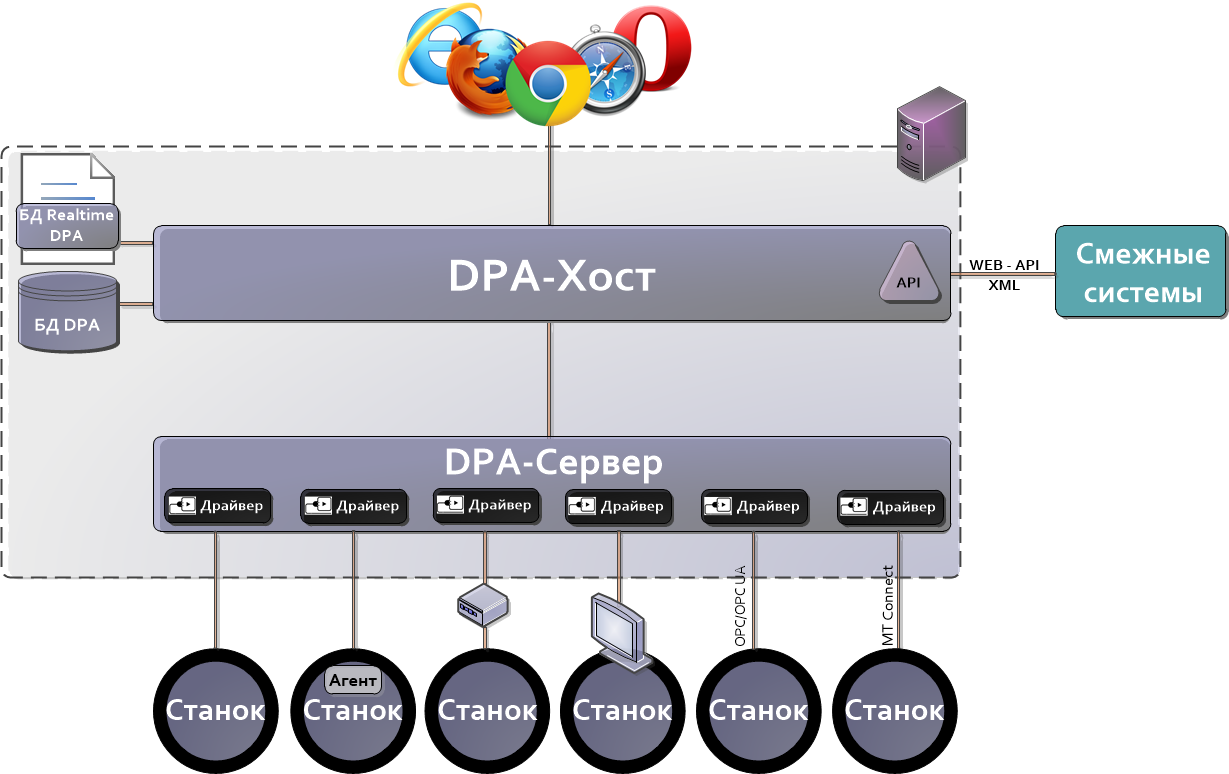 БД Realtime
DPA
БД DPA
DPA-Хост
API
WEB - API
XML
Смежные
системы
DPA-Сервер
Драйвер
Драйвер
Драйвер
Драйвер
Драйвер
Драйвер
OPC/OPC UA
MT Connect
Агент
Станок
Станок
Станок
Станок
Станок
Станок